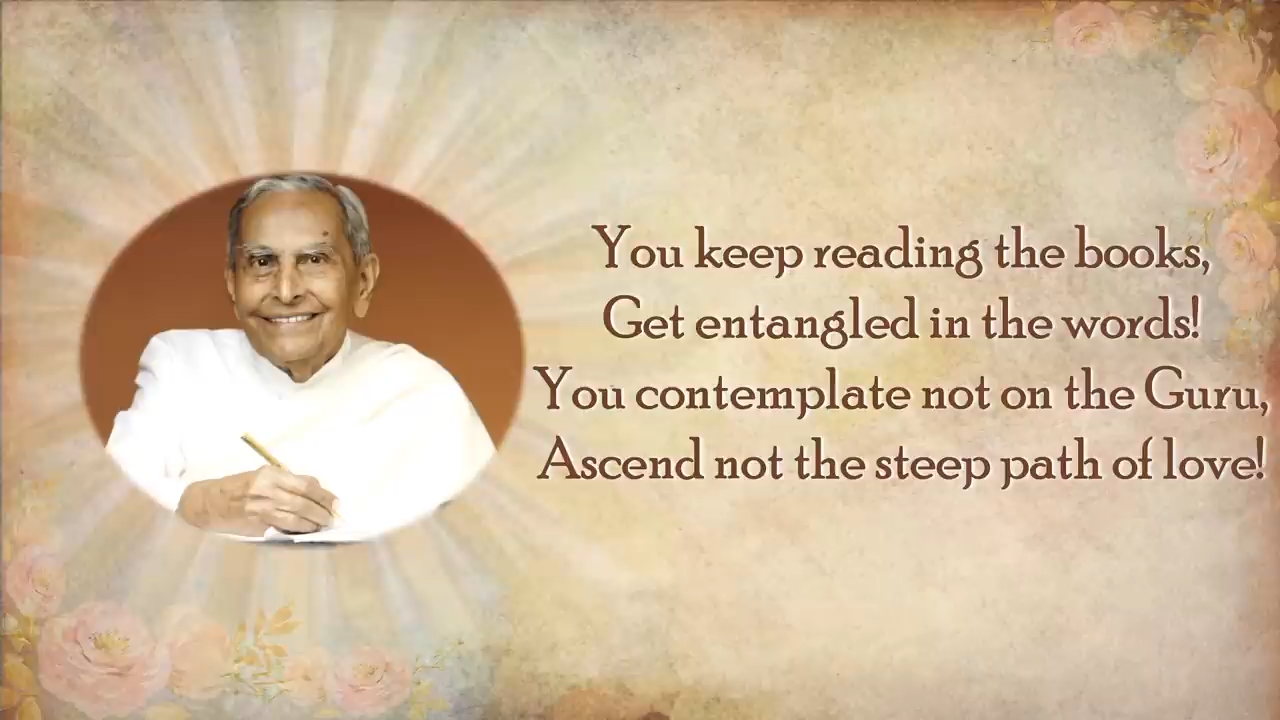 You keep reading the books,
Get entangled in the words!
You contemplate not on the Guru,
Ascend not the steep path of love!